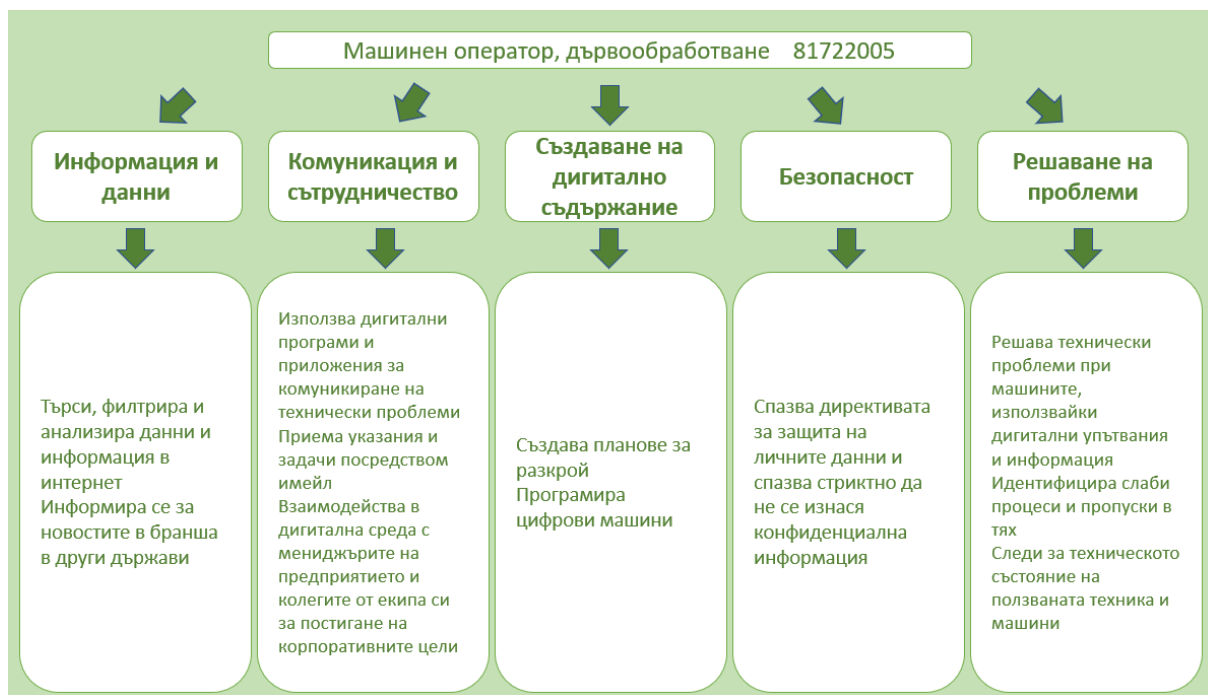 Машинен оператор, дървообработване 81722005
Информация и
данни
Комуникация и
сътрудничество
Създаване на
дигитално
съдържание
Безопасност
Решаване на
проблеми
Търси, филтрира и
анализира данни и
информация в
интернет
Информира се за
новостите в бранша
в други държави
Използва дигитални
програми и
приложения за
комуникиране на
технически проблеми
Приема указания и
задачи посредством
имейл
Взаимодейства в
дигитална среда с
мениджърите на
предприятието и
колегите от екипа си
за постигане на
корпоративните цели
Създава планове за
разкрой
Програмира
цифрови машини
Спазва директивата
за защита на
личните данни и
спазва стриктно да
не се изнася
конфиденциална
информация
Решава технически
проблеми при
машините,
използвайки
дигитални упътвания
и информация
Идентифицира слаби
процеси и пропуски в
тях
Следи за техническото
състояние на
ползваната техника и
машини